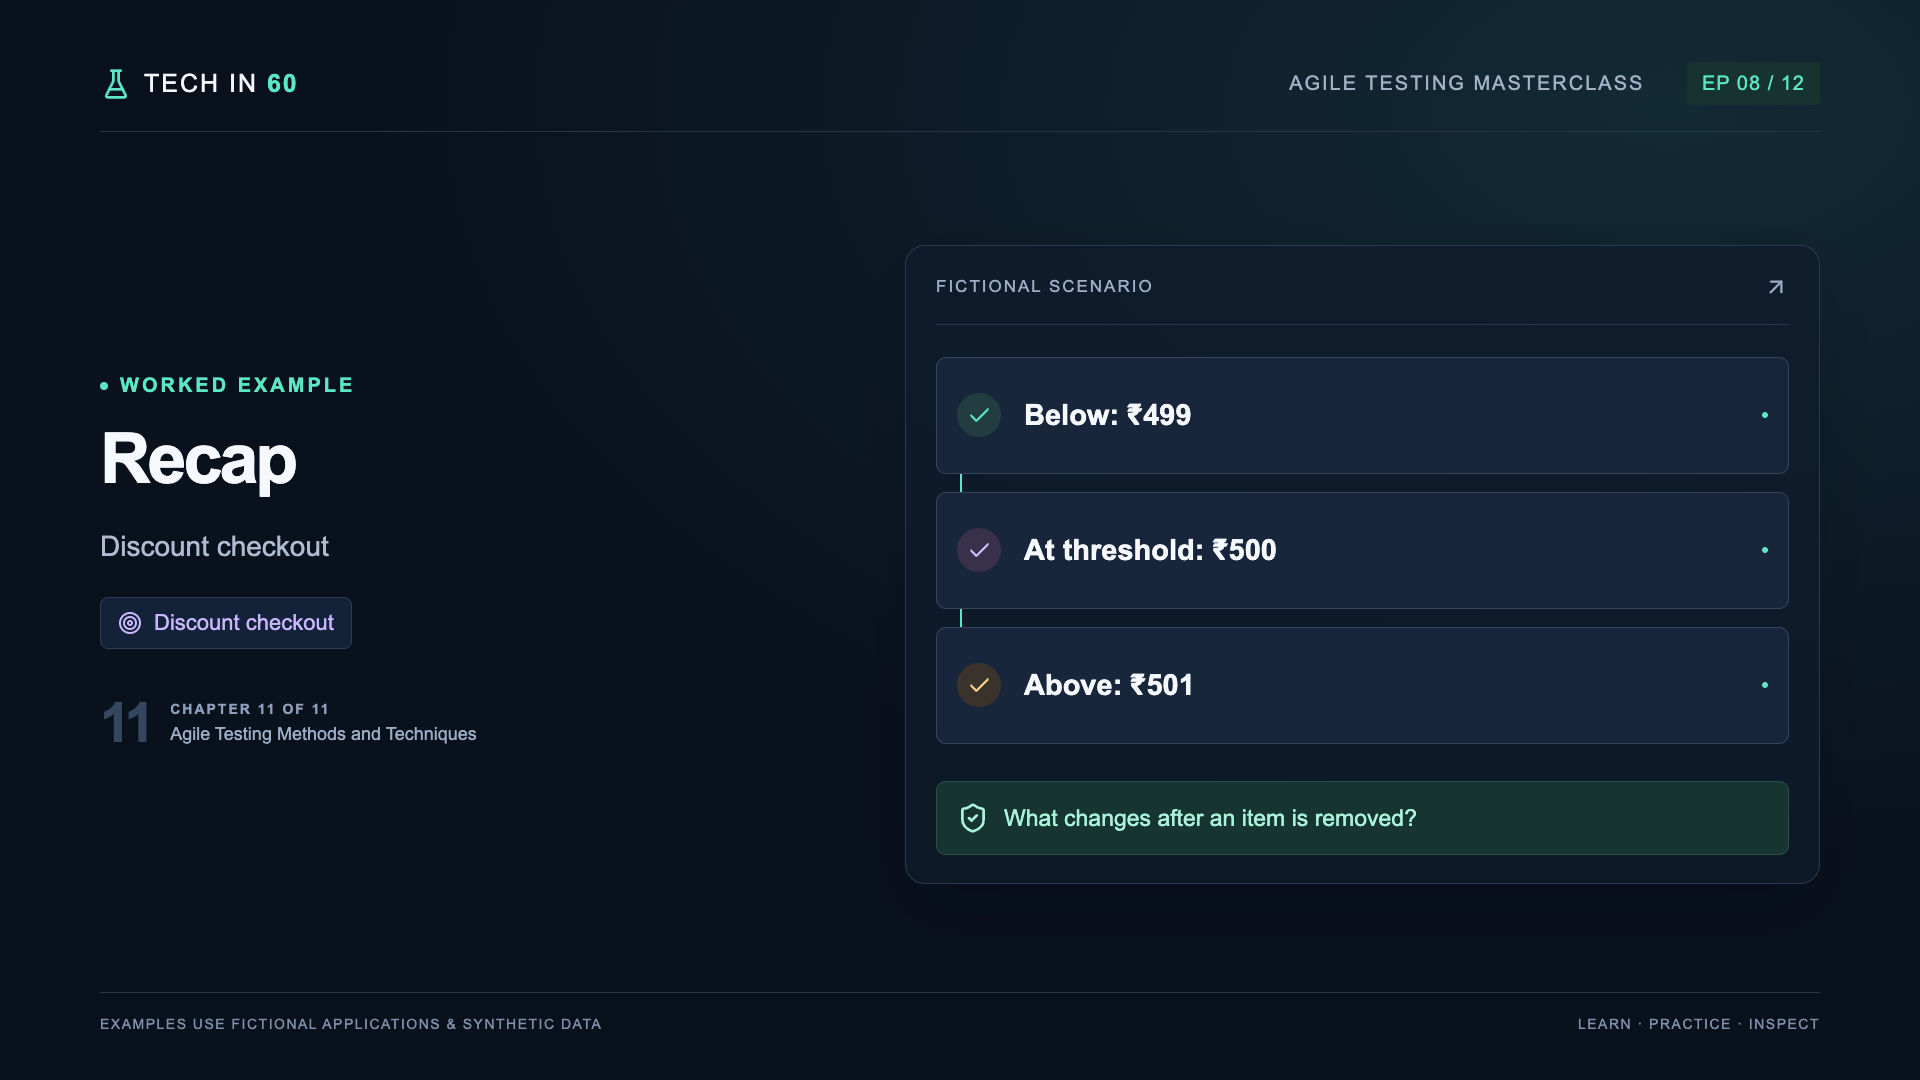 TECH IN 60
AGILE TESTING MASTERCLASS
EP 08 / 12
WORKED EXAMPLE
Recap
Discount checkout
Discount checkout
11
CHAPTER 11 OF 11
Agile Testing Methods and Techniques
FICTIONAL SCENARIO
Below: ₹499
At threshold: ₹500
Above: ₹501
What changes after an item is removed?
EXAMPLES USE FICTIONAL APPLICATIONS & SYNTHETIC DATA
LEARN · PRACTICE · INSPECT